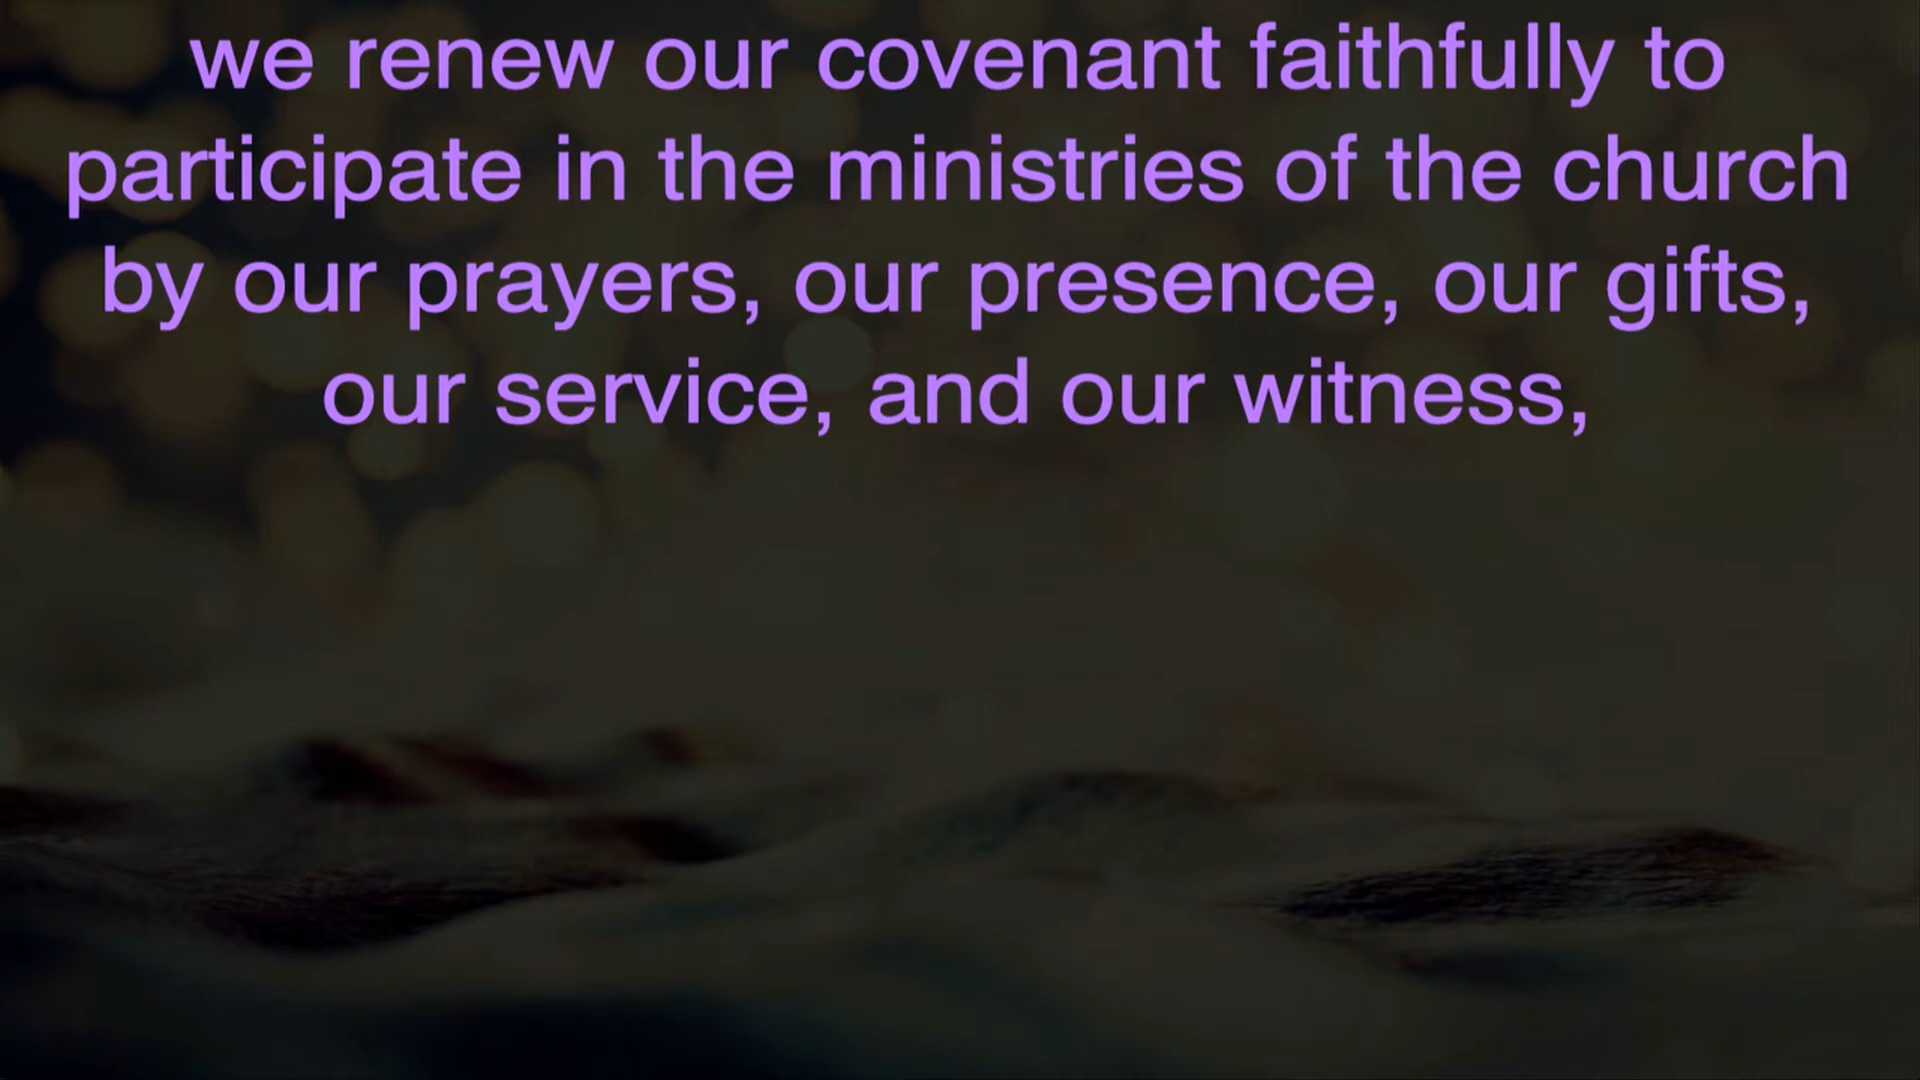 we renew our covenant faithfully to
participate in the ministries of the church
by our prayers, our presence, our gifts,
our service, and our witness,